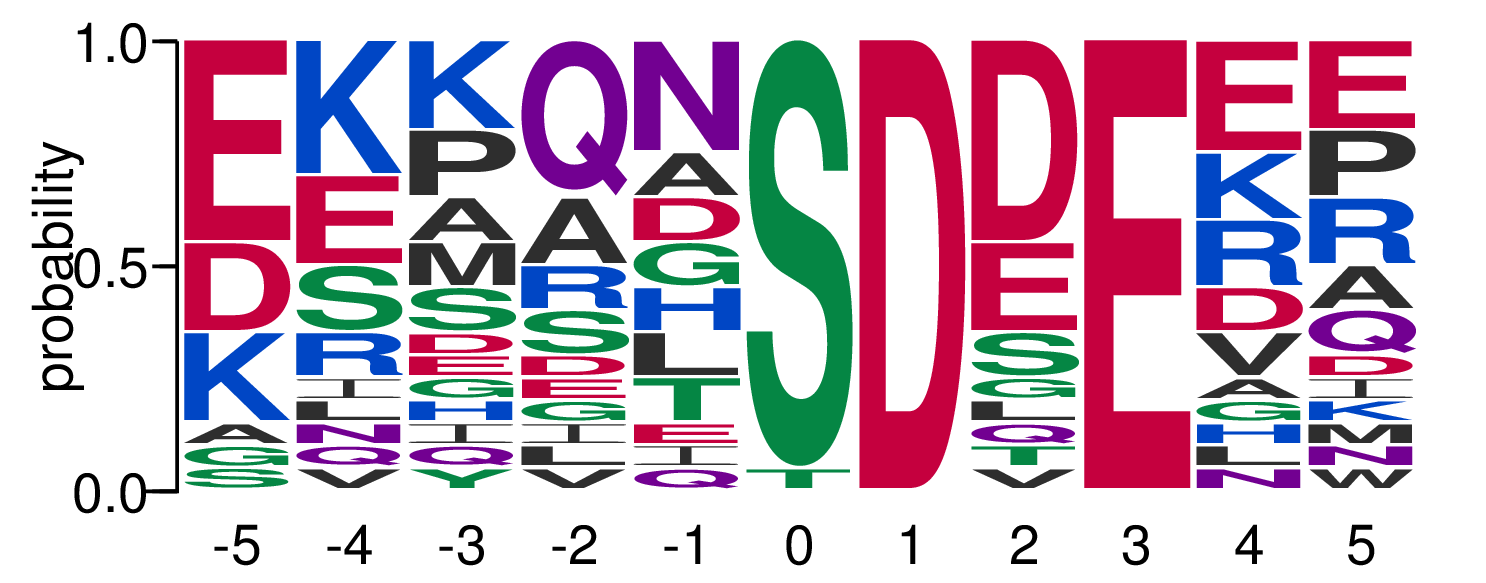 probability
1.0
0.5
0.0
E D K A G S
K E S R I L N Q V
K P A M S D E G H I Q Y
Q A R S D E G I L V
N A D G H L T E I Q
S T
D
D E S G L Q T V
E
E K R D V A G H L N
E P R A Q D I K M N W
-5 -4 -3 -2 -1 0 1 2 3 4 5